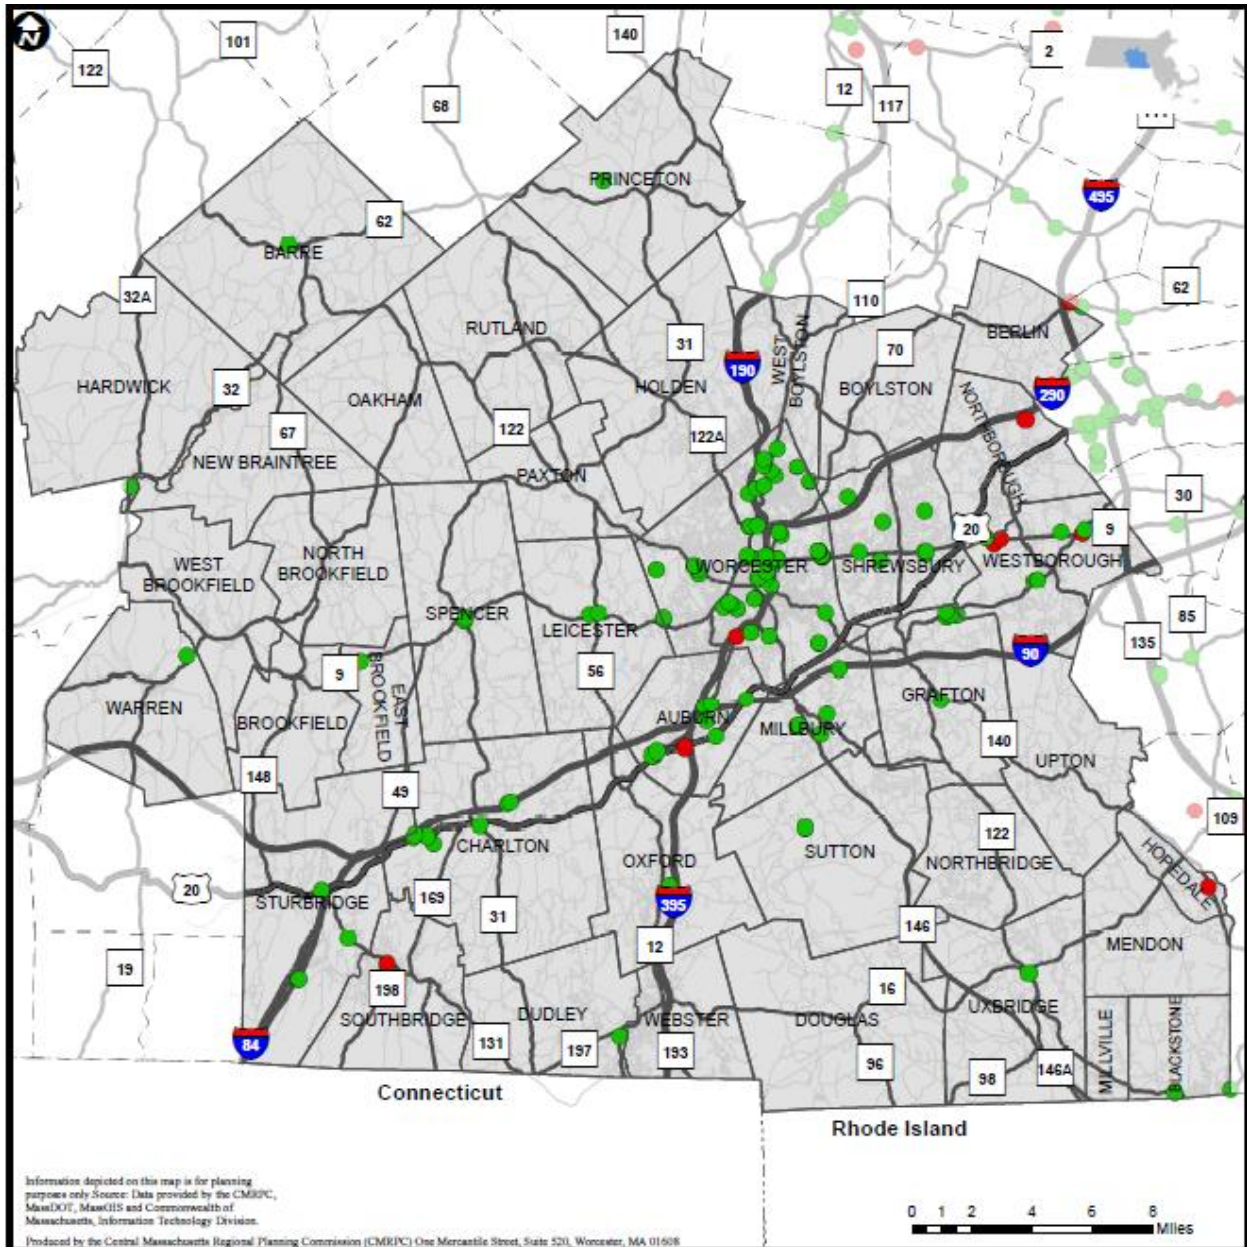 N
101
140
122
2
68
12
117
495
PRINCETON
62
BARRE
32A
62
110
RUTLAND
BERLIN
31
WEST BOYLSTON
70
190
HARDWICK
32
HOLDEN
BOYLSTON
290
OAKHAM
NORTHBOROUGH
122
122A
67
NEW BRAINTREE
PAXTON
30
20
9
WEST BROOKFIELD
NORTH BROOKFIELD
WORCESTER
SHREWSBURY
WESTBOROUGH
SPENCER
LEICESTER
85
135
9
56
90
EAST BROOKFIELD
GRAFTON
WARREN
BROOKFIELD
AUBURN
MILLBURY
140
UPTON
148
49
109
CHARLTON
SUTTON
122
NORTHBRIDGE
HOPEDALE
OXFORD
20
STURBRIDGE
169
31
395
146
MENDON
12
19
198
16
SOUTHBRIDGE
DUDLEY
WEBSTER
DOUGLAS
UXBRIDGE
84
131
197
193
96
98
146A
MILLVILLE
BLACKSTONE
Connecticut
Rhode Island
Information depicted on this map is for planning
purposes only.Source: Data provided by the CMRPC,
MassDOT, MassGIS and Commonwealth of
Massachusetts, Information Technology Division.
0 1 2 4 6 8
Miles
Produced by the Central Massachusetts Regional Planning Commission (CMRPC) One Mercantile Street, Suite 520, Worcester, MA 01608